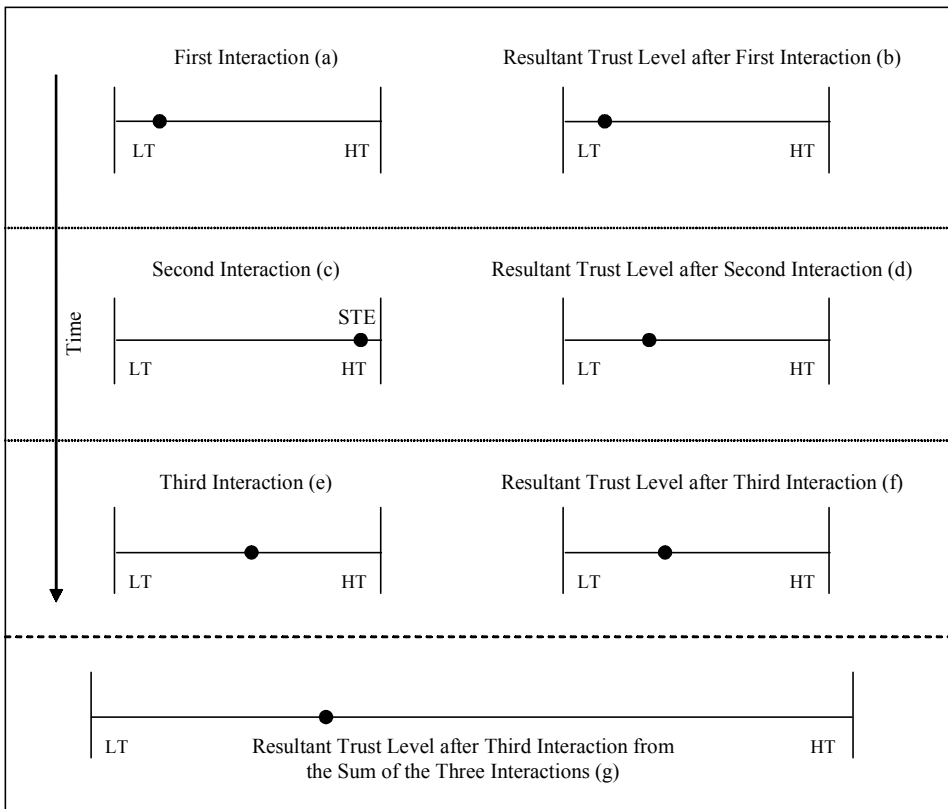 First Interaction (a)
Resultant Trust Level after First Interaction (b)
LT
HT
LT
HT
Second Interaction (c)
Resultant Trust Level after Second Interaction (d)
STE
LT
HT
LT
HT
Time
Third Interaction (e)
Resultant Trust Level after Third Interaction (f)
LT
HT
LT
HT
LT
HT
Resultant Trust Level after Third Interaction from
the Sum of the Three Interactions (g)